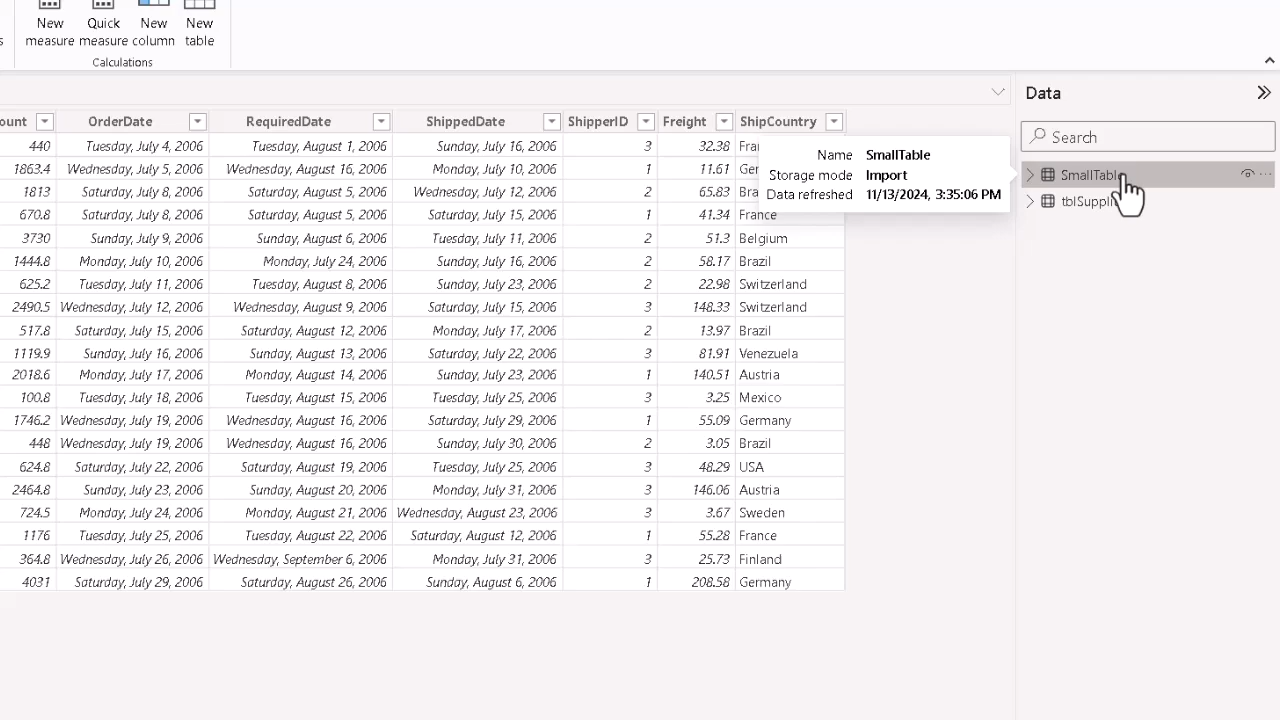 New measure
Quick measure
New column
New table
s
Calculations
Data
Search
SmallTable
Name SmallTable
Storage mode Import
Data refreshed 11/13/2024, 3:35:06 PM
ount OrderDate RequiredDate ShippedDate ShipperID Freight ShipCountry
440 Tuesday, July 4, 2006 Tuesday, August 1, 2006 Sunday, July 16, 2006 3 32.38 Fra
1863.4 Wednesday, July 5, 2006 Wednesday, August 16, 2006 Monday, July 10, 2006 1 11.61 Ger
1813 Saturday, July 8, 2006 Saturday, August 5, 2006 Wednesday, July 12, 2006 2 65.83 Bra
670.8 Saturday, July 8, 2006 Saturday, August 5, 2006 Saturday, July 15, 2006 1 41.34 France
3730 Sunday, July 9, 2006 Sunday, August 6, 2006 Tuesday, July 11, 2006 2 51.3 Belgium
1444.8 Monday, July 10, 2006 Monday, July 24, 2006 Sunday, July 16, 2006 2 58.17 Brazil
625.2 Tuesday, July 11, 2006 Tuesday, August 8, 2006 Sunday, July 23, 2006 2 22.98 Switzerland
2490.5 Wednesday, July 12, 2006 Wednesday, August 9, 2006 Saturday, July 15, 2006 3 148.33 Switzerland
517.8 Saturday, July 15, 2006 Saturday, August 12, 2006 Monday, July 17, 2006 2 13.97 Brazil
1119.9 Sunday, July 16, 2006 Sunday, August 13, 2006 Saturday, July 22, 2006 3 81.91 Venezuela
2018.6 Monday, July 17, 2006 Monday, August 14, 2006 Sunday, July 23, 2006 1 140.51 Austria
100.8 Tuesday, July 18, 2006 Tuesday, August 15, 2006 Tuesday, July 25, 2006 3 3.25 Mexico
1746.2 Wednesday, July 19, 2006 Wednesday, August 16, 2006 Saturday, July 29, 2006 1 55.09 Germany
448 Wednesday, July 19, 2006 Wednesday, August 16, 2006 Sunday, July 30, 2006 2 3.05 Brazil
624.8 Saturday, July 22, 2006 Saturday, August 19, 2006 Tuesday, July 25, 2006 3 48.29 USA
2464.8 Sunday, July 23, 2006 Sunday, August 20, 2006 Monday, July 31, 2006 3 146.06 Austria
724.5 Monday, July 24, 2006 Monday, August 21, 2006 Wednesday, August 23, 2006 3 3.67 Sweden
1176 Tuesday, July 25, 2006 Tuesday, August 22, 2006 Saturday, August 12, 2006 1 55.28 France
364.8 Wednesday, July 26, 2006 Wednesday, September 6, 2006 Monday, July 31, 2006 3 25.73 Finland
4031 Saturday, July 29, 2006 Saturday, August 26, 2006 Sunday, August 6, 2006 1 208.58 Germany